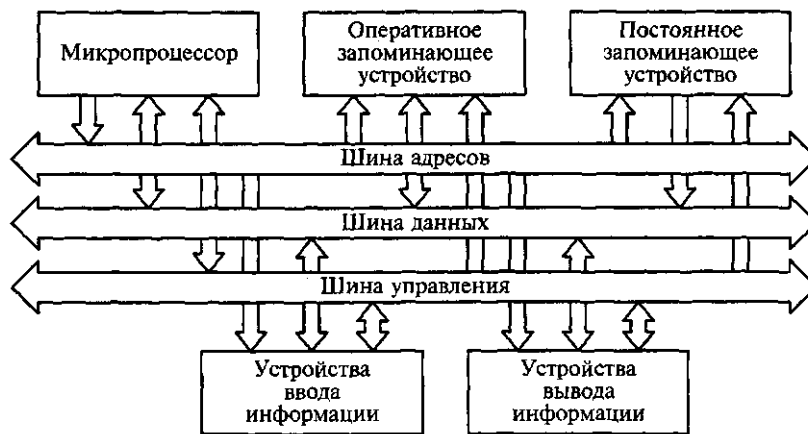 Микропроцессор
Оперативное
запоминающее
устройство
Постоянное
запоминающее
устройство
Шина адресов
Шина данных
Шина управления
Устройства
ввода
информации
Устройства
вывода
информации